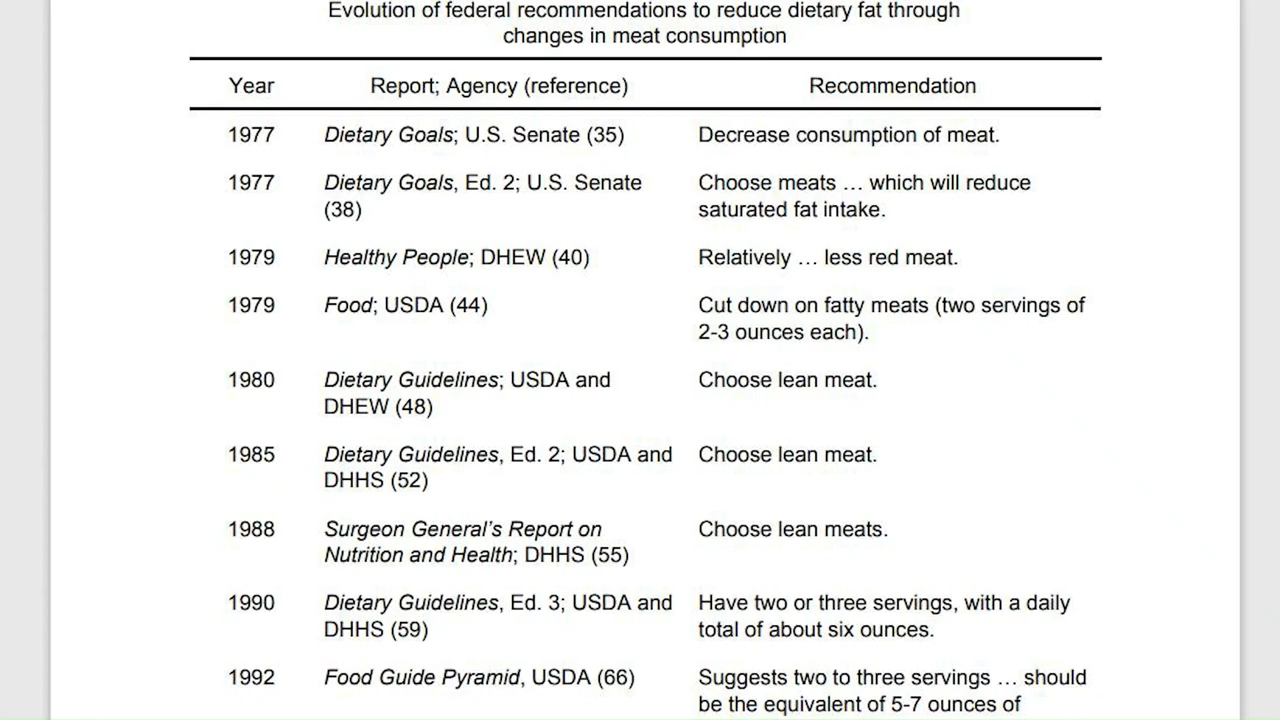 Evolution of federal recommendations to reduce dietary fat through
changes in meat consumption
Year Report; Agency (reference) Recommendation
1977 Dietary Goals; U.S. Senate (35) Decrease consumption of meat.
1977 Dietary Goals, Ed. 2; U.S. Senate Choose meats … which will reduce
(38) saturated fat intake.
1979 Healthy People; DHEW (40) Relatively … less red meat.
1979 Food; USDA (44) Cut down on fatty meats (two servings of
2-3 ounces each).
1980 Dietary Guidelines; USDA and Choose lean meat.
DHEW (48)
1985 Dietary Guidelines, Ed. 2; USDA and Choose lean meat.
DHHS (52)
1988 Surgeon General's Report on Choose lean meats.
Nutrition and Health; DHHS (55)
1990 Dietary Guidelines, Ed. 3; USDA and Have two or three servings, with a daily
DHHS (59) total of about six ounces.
1992 Food Guide Pyramid, USDA (66) Suggests two to three servings … should
be the equivalent of 5-7 ounces of